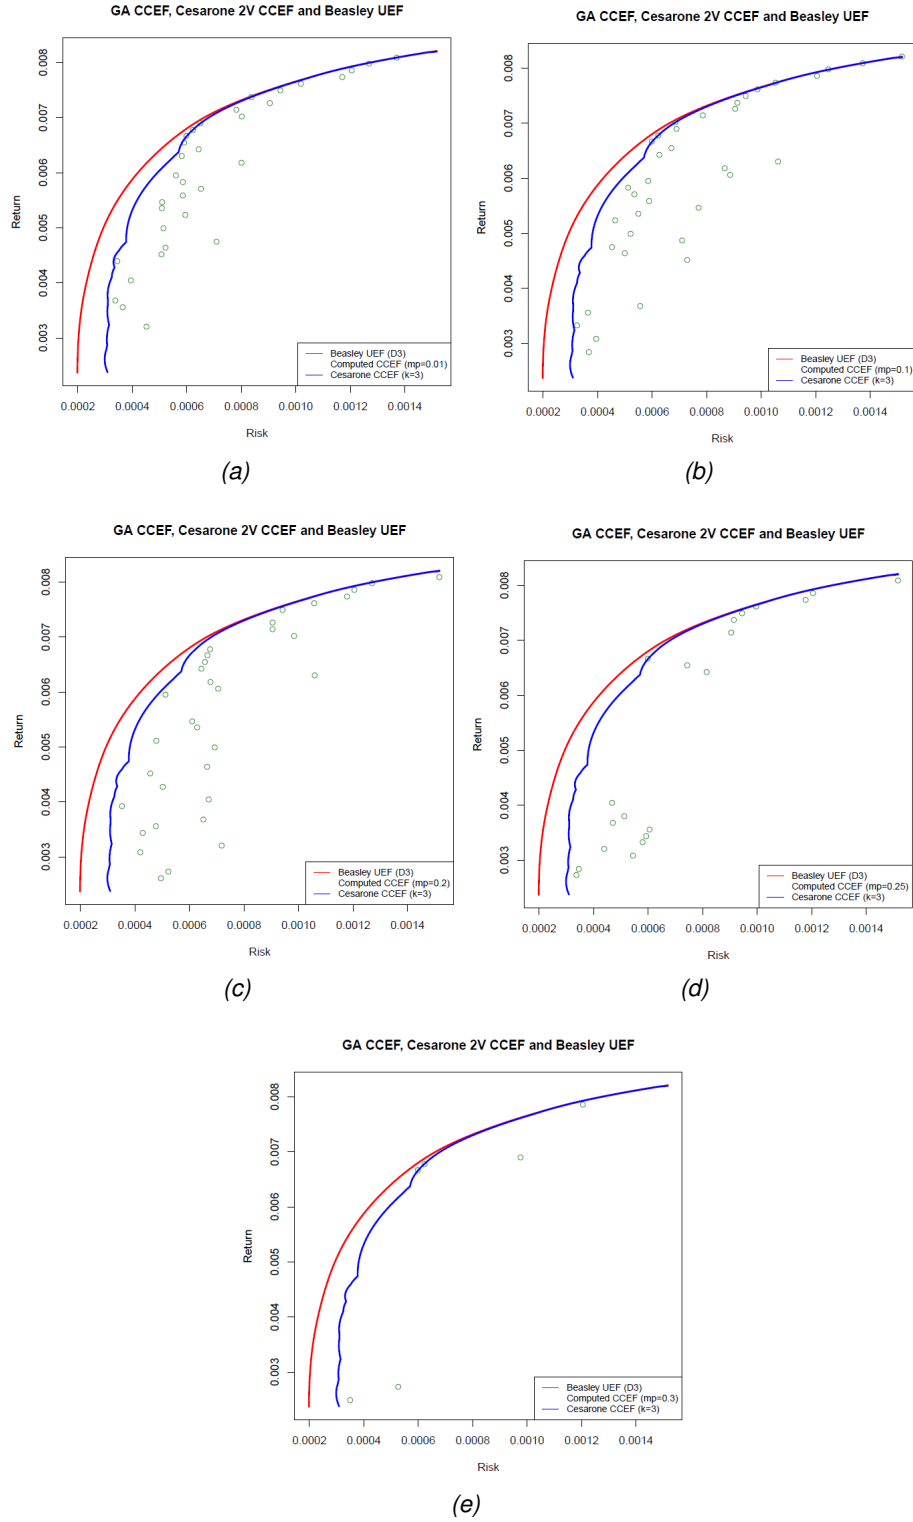 GA CCEF, Cesarone 2V CCEF and Beasley UEF
Return
0.008
0.007
0.006
0.005
0.004
0.003
Beasley UEF (D3)
Computed CCEF (mp=0.01)
Cesarone CCEF (k=3)
0.0002 0.0004 0.0006 0.0008 0.0010 0.0012 0.0014
Risk
(a)
GA CCEF, Cesarone 2V CCEF and Beasley UEF
Return
0.008
0.007
0.006
0.005
0.004
0.003
Beasley UEF (D3)
Computed CCEF (mp=0.1)
Cesarone CCEF (k=3)
0.0002 0.0004 0.0006 0.0008 0.0010 0.0012 0.0014
Risk
(b)
GA CCEF, Cesarone 2V CCEF and Beasley UEF
Return
0.008
0.007
0.006
0.005
0.004
0.003
Beasley UEF (D3)
Computed CCEF (mp=0.2)
Cesarone CCEF (k=3)
0.0002 0.0004 0.0006 0.0008 0.0010 0.0012 0.0014
Risk
(c)
GA CCEF, Cesarone 2V CCEF and Beasley UEF
Return
0.008
0.007
0.006
0.005
0.004
0.003
Beasley UEF (D3)
Computed CCEF (mp=0.25)
Cesarone CCEF (k=3)
0.0002 0.0004 0.0006 0.0008 0.0010 0.0012 0.0014
Risk
(d)
GA CCEF, Cesarone 2V CCEF and Beasley UEF
Return
0.008
0.007
0.006
0.005
0.004
0.003
Beasley UEF (D3)
Computed CCEF (mp=0.3)
Cesarone CCEF (k=3)
0.0002 0.0004 0.0006 0.0008 0.0010 0.0012 0.0014
Risk
(e)